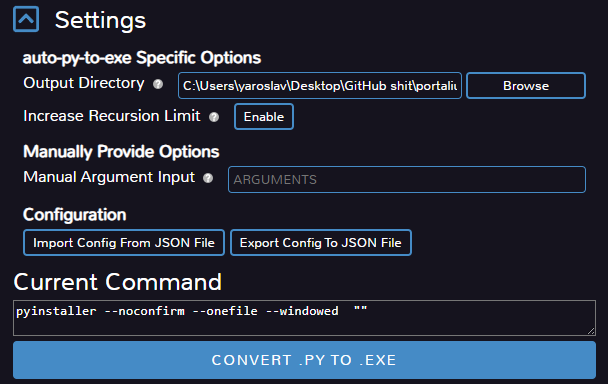 Settings
auto-py-to-exe Specific Options
Output Directory ? C:\Users\yaroslav\Desktop\GitHub shit\portaliu Browse
Increase Recursion Limit ? Enable
Manually Provide Options
Manual Argument Input ? ARGUMENTS
Configuration
Import Config From JSON File Export Config To JSON File
Current Command
pyinstaller --noconfirm --onefile --windowed  ""
CONVERT .PY TO .EXE